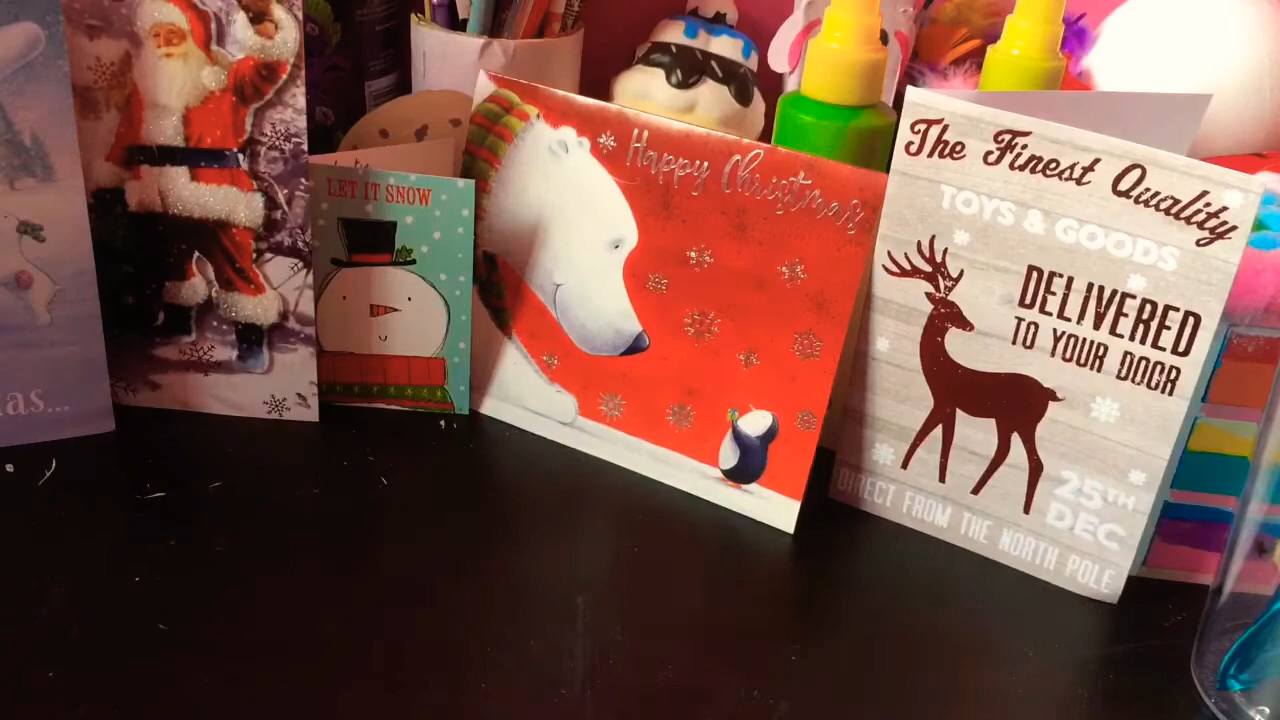 as...
LET IT SNOW
Happy Christmas
The Finest Quality
TOYS & GOODS
DELIVERED
TO YOUR DOOR
25TH
DEC
DIRECT FROM THE NORTH POLE